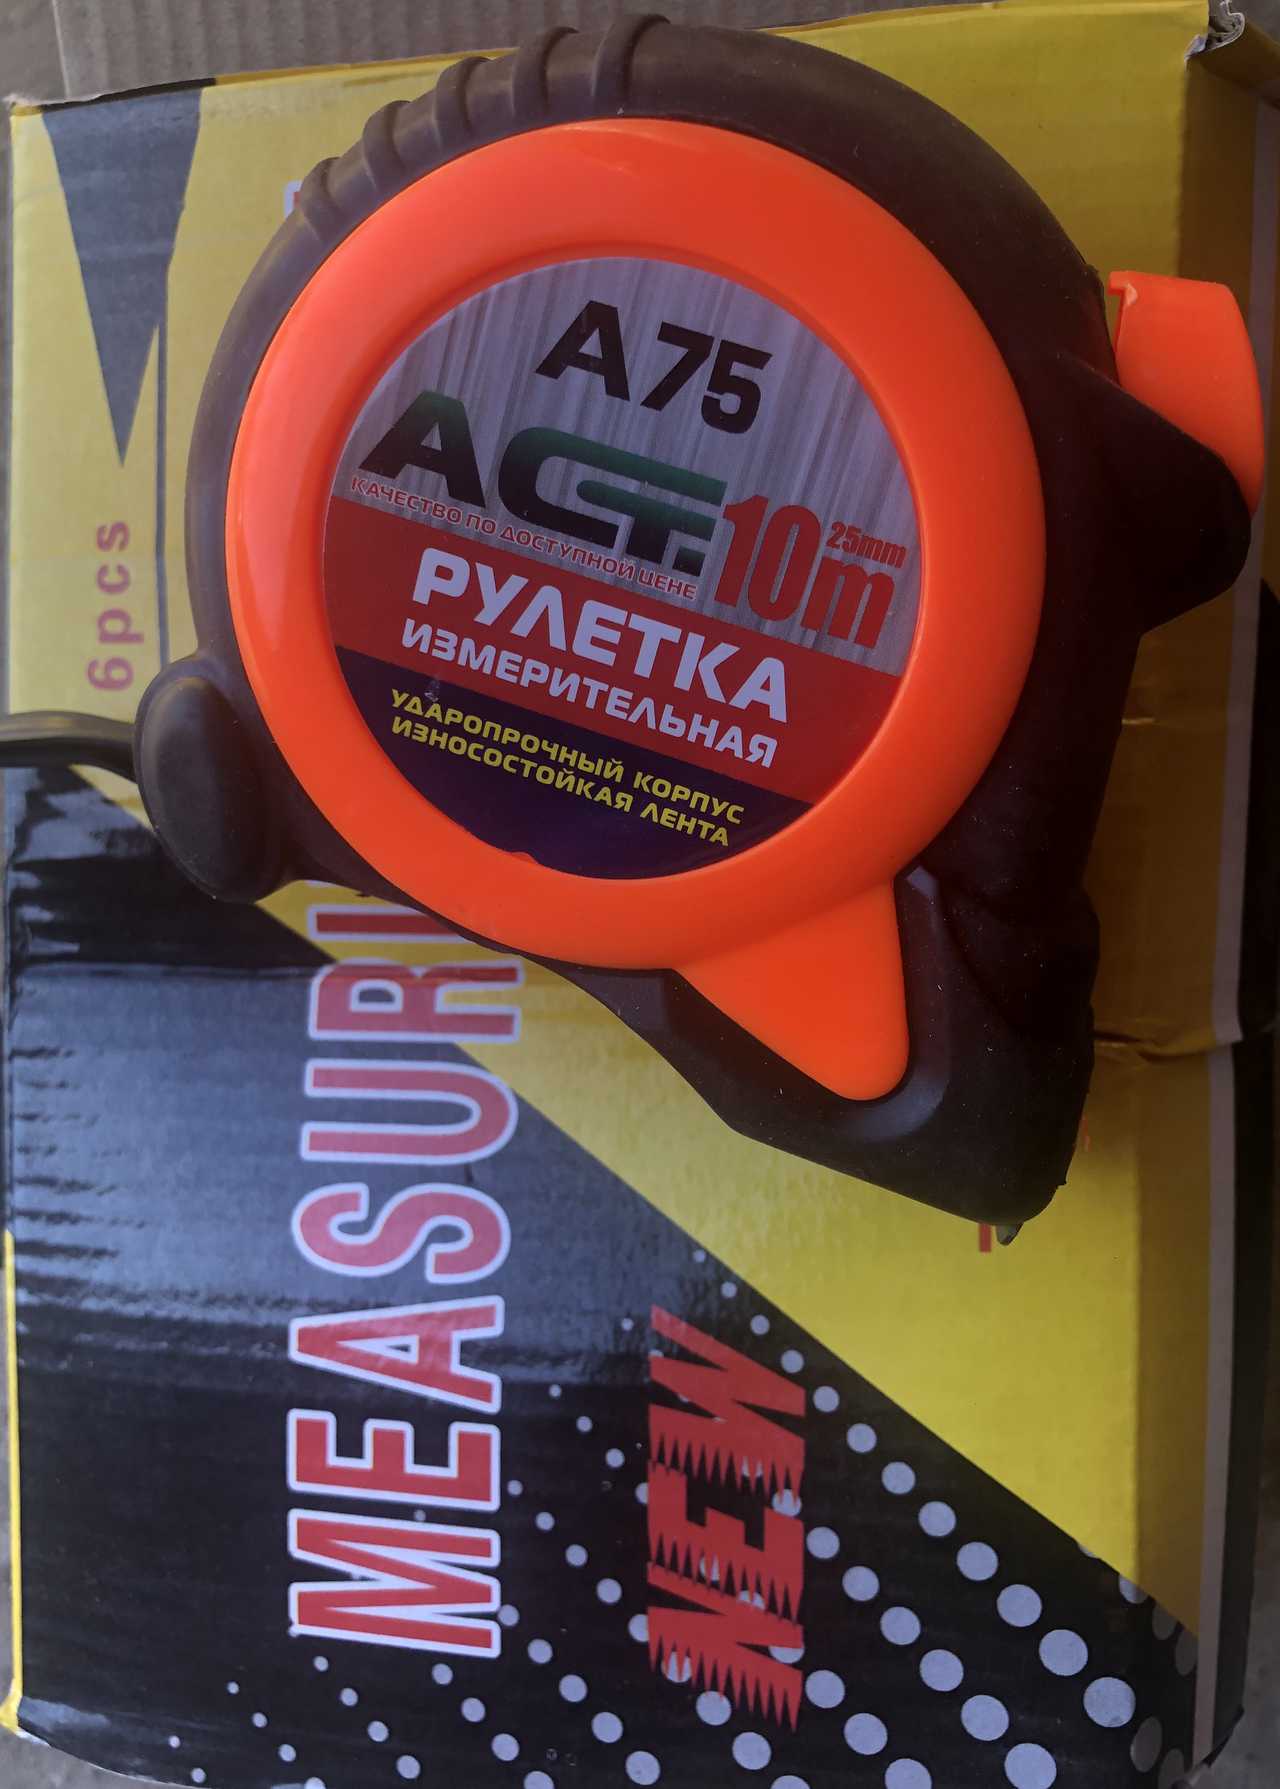 A75
ACT.
КАЧЕСТВО ПО ДОСТУПНОЙ ЦЕНЕ
10m
25mm
РУЛЕТКА
ИЗМЕРИТЕЛЬНАЯ
УДАРОПРОЧНЫЙ КОРПУС
ИЗНОСОСТОЙКАЯ ЛЕНТА
6pcs
MEASURI
NEW